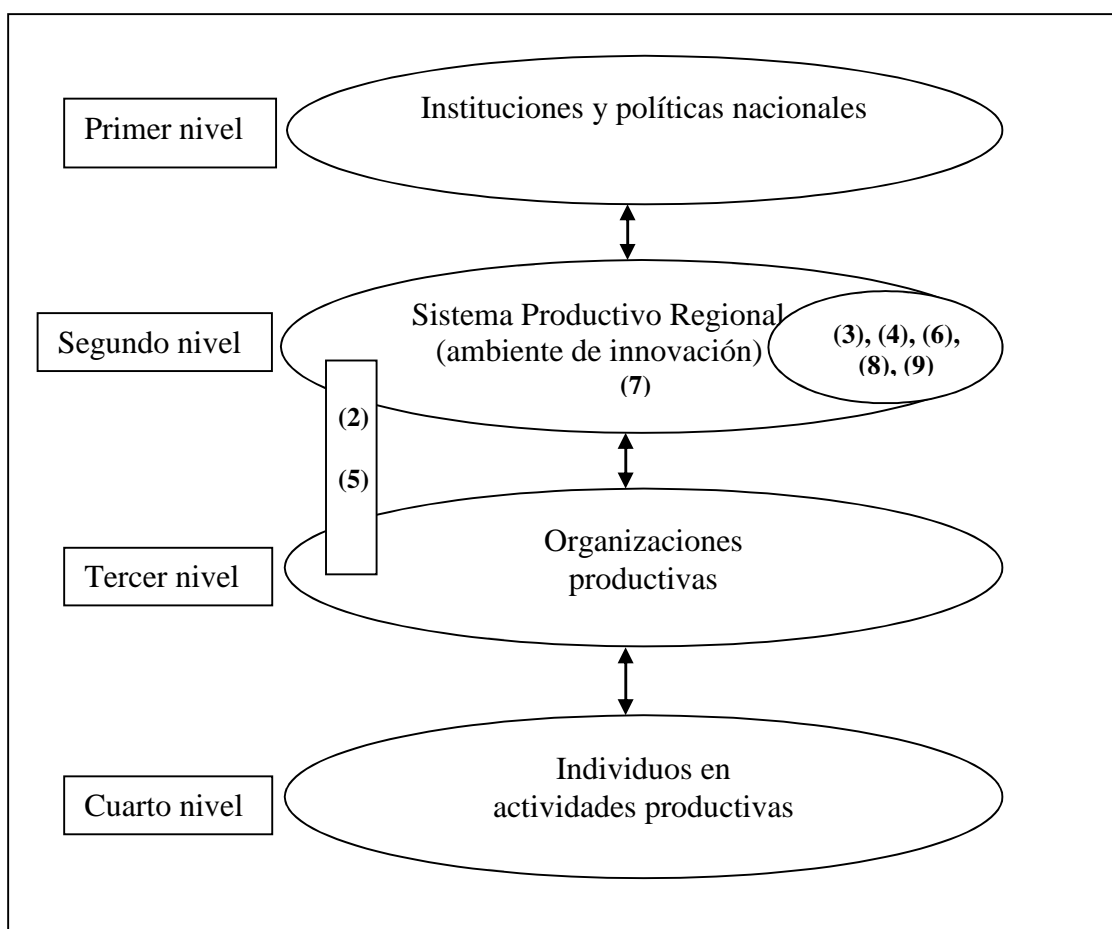 Primer nivel
Instituciones y políticas nacionales
Segundo nivel
Sistema Productivo Regional
(ambiente de innovación)
(7)
(3), (4), (6),
(8), (9)
(2)
(5)
Tercer nivel
Organizaciones
productivas
Cuarto nivel
Individuos en
actividades productivas